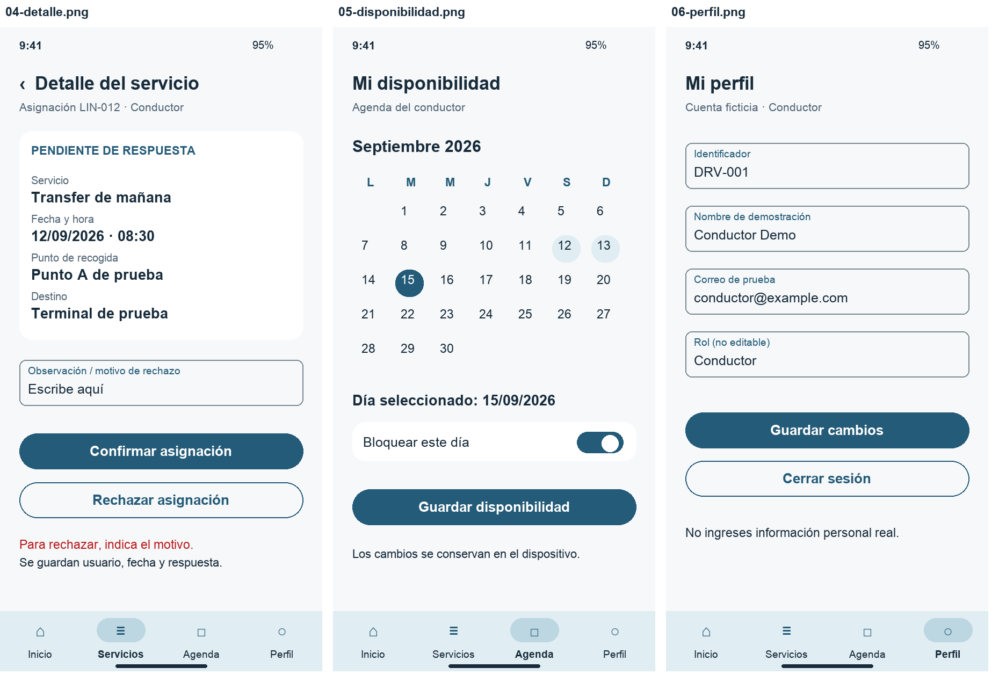 04-detalle.png
9:41 95%
‹ Detalle del servicio
Asignación LIN-012 · Conductor
PENDIENTE DE RESPUESTA
Servicio
Transfer de mañana
Fecha y hora
12/09/2026 · 08:30
Punto de recogida
Punto A de prueba
Destino
Terminal de prueba
Observación / motivo de rechazo
Escribe aquí
Confirmar asignación
Rechazar asignación
Para rechazar, indica el motivo.
Se guardan usuario, fecha y respuesta.
Inicio Servicios Agenda Perfil
05-disponibilidad.png
9:41 95%
Mi disponibilidad
Agenda del conductor
Septiembre 2026
L M M J V S D
1 2 3 4 5 6
7 8 9 10 11 12 13
14 15 16 17 18 19 20
21 22 23 24 25 26 27
28 29 30
Día seleccionado: 15/09/2026
Bloquear este día
Guardar disponibilidad
Los cambios se conservan en el dispositivo.
Inicio Servicios Agenda Perfil
06-perfil.png
9:41 95%
Mi perfil
Cuenta ficticia · Conductor
Identificador
DRV-001
Nombre de demostración
Conductor Demo
Correo de prueba
conductor@example.com
Rol (no editable)
Conductor
Guardar cambios
Cerrar sesión
No ingreses información personal real.
Inicio Servicios Agenda Perfil